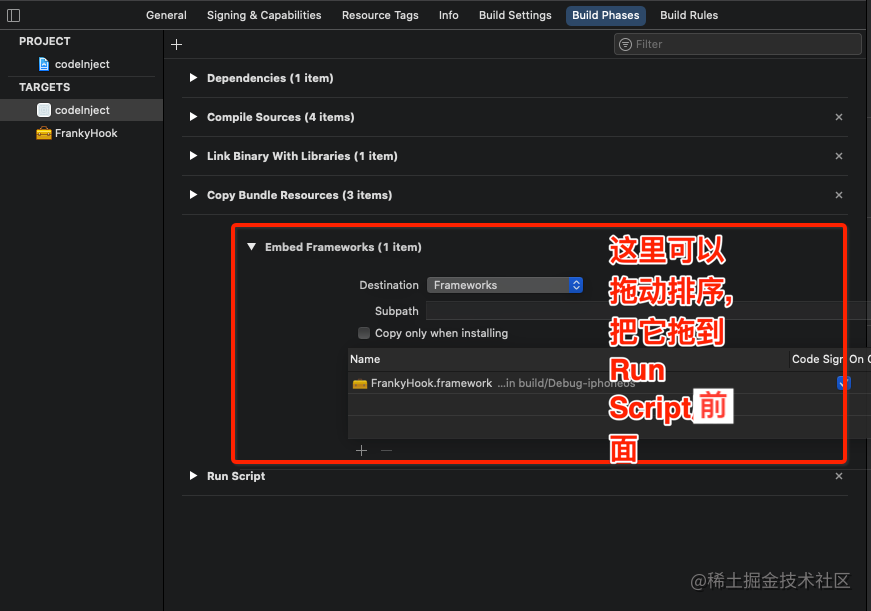 General Signing & Capabilities Resource Tags Info Build Settings Build Phases Build Rules
PROJECT
codeInject
TARGETS
codeInject
FrankyHook
Filter
Dependencies (1 item)
Compile Sources (4 items)
Link Binary With Libraries (1 item)
Copy Bundle Resources (3 items)
Embed Frameworks (1 item)
Destination Frameworks
Subpath
Copy only when installing
Name Code Sign On C
FrankyHook.framework ...in build/Debug-iphoneos
这里可以
拖动排序,
把它拖到
Run
Script前
面
Run Script
@稀土掘金技术社区